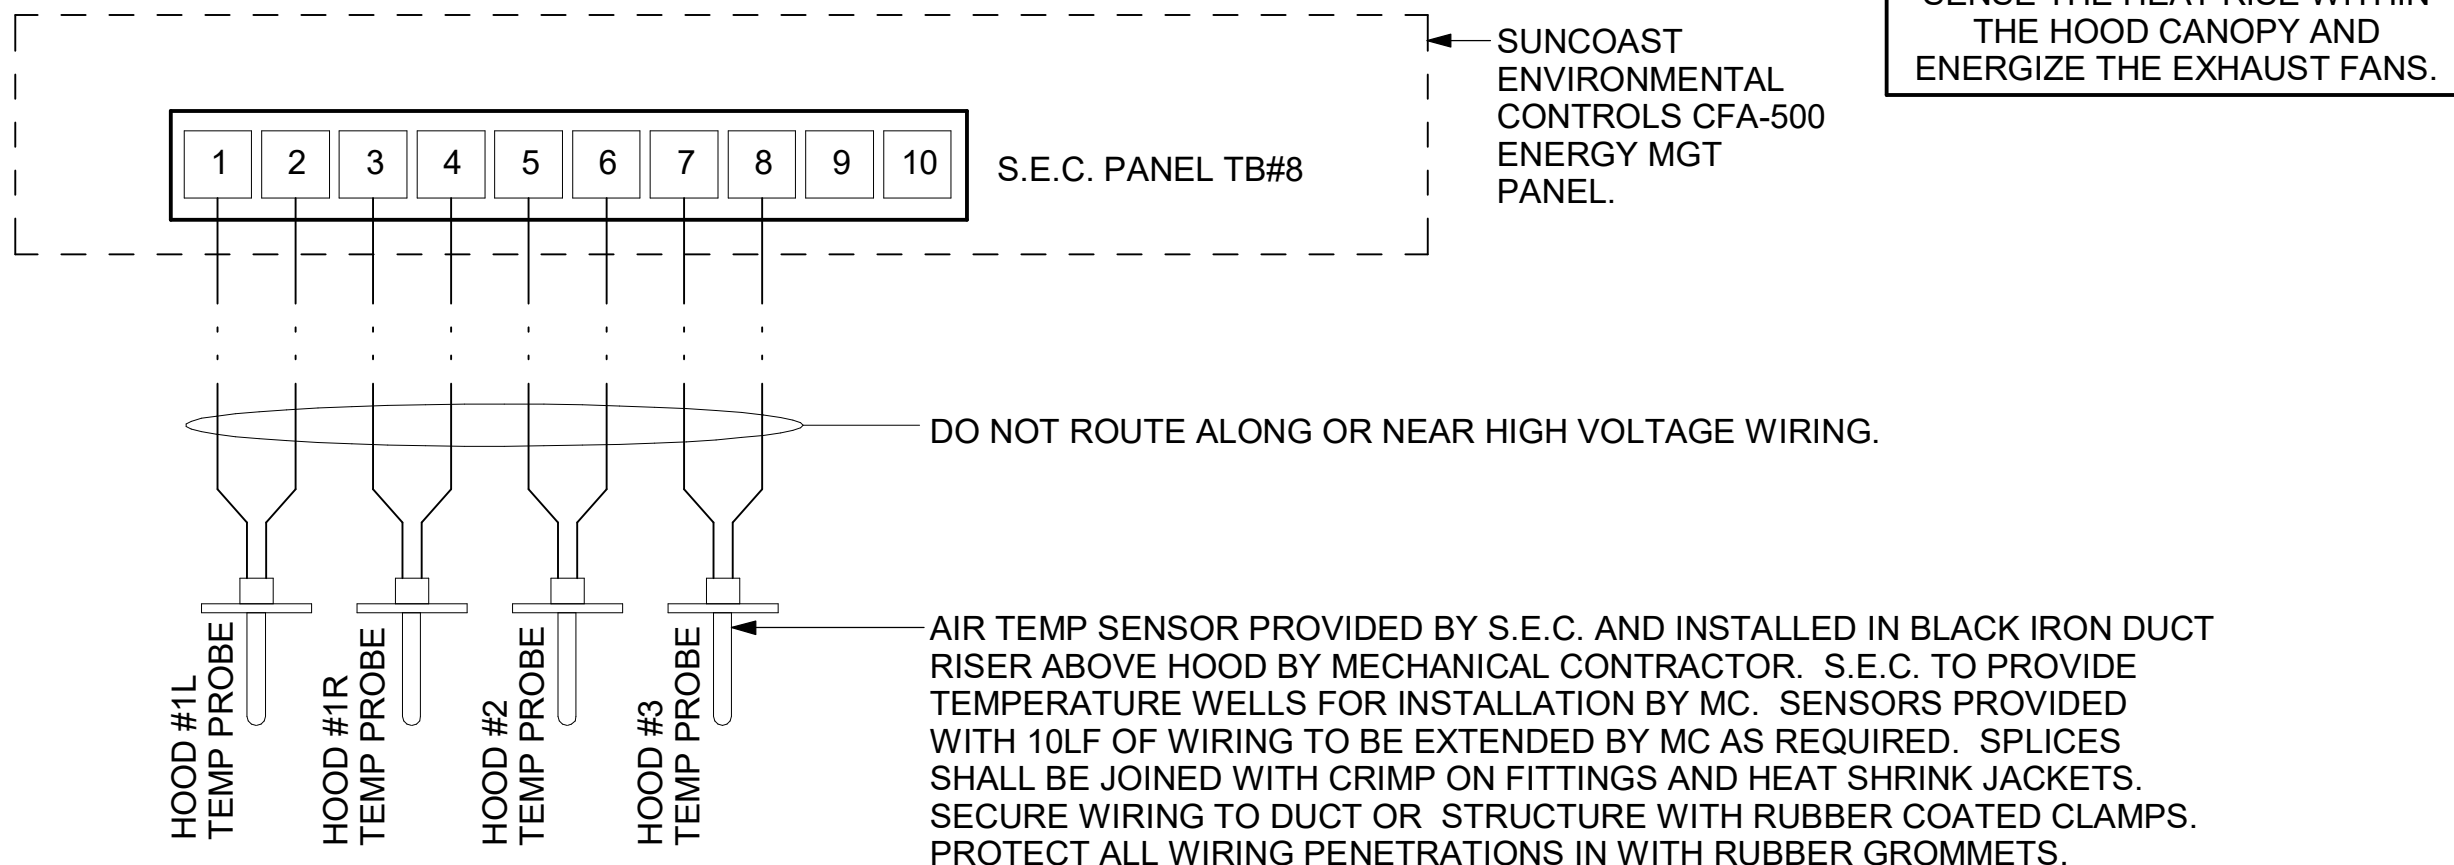 SENSE THE HEAT RISE WITHIN
THE HOOD CANOPY AND
ENERGIZE THE EXHAUST FANS.
SUNCOAST
ENVIRONMENTAL
CONTROLS CFA-500
ENERGY MGT
PANEL.
1 2 3 4 5 6 7 8 9 10
S.E.C. PANEL TB#8
DO NOT ROUTE ALONG OR NEAR HIGH VOLTAGE WIRING.
HOOD #1L
TEMP PROBE
HOOD #1R
TEMP PROBE
HOOD #2
TEMP PROBE
HOOD #3
TEMP PROBE
AIR TEMP SENSOR PROVIDED BY S.E.C. AND INSTALLED IN BLACK IRON DUCT
RISER ABOVE HOOD BY MECHANICAL CONTRACTOR.  S.E.C. TO PROVIDE
TEMPERATURE WELLS FOR INSTALLATION BY MC.  SENSORS PROVIDED
WITH 10LF OF WIRING TO BE EXTENDED BY MC AS REQUIRED.  SPLICES
SHALL BE JOINED WITH CRIMP ON FITTINGS AND HEAT SHRINK JACKETS.
SECURE WIRING TO DUCT OR  STRUCTURE WITH RUBBER COATED CLAMPS.
PROTECT ALL WIRING PENETRATIONS IN WITH RUBBER GROMMETS.